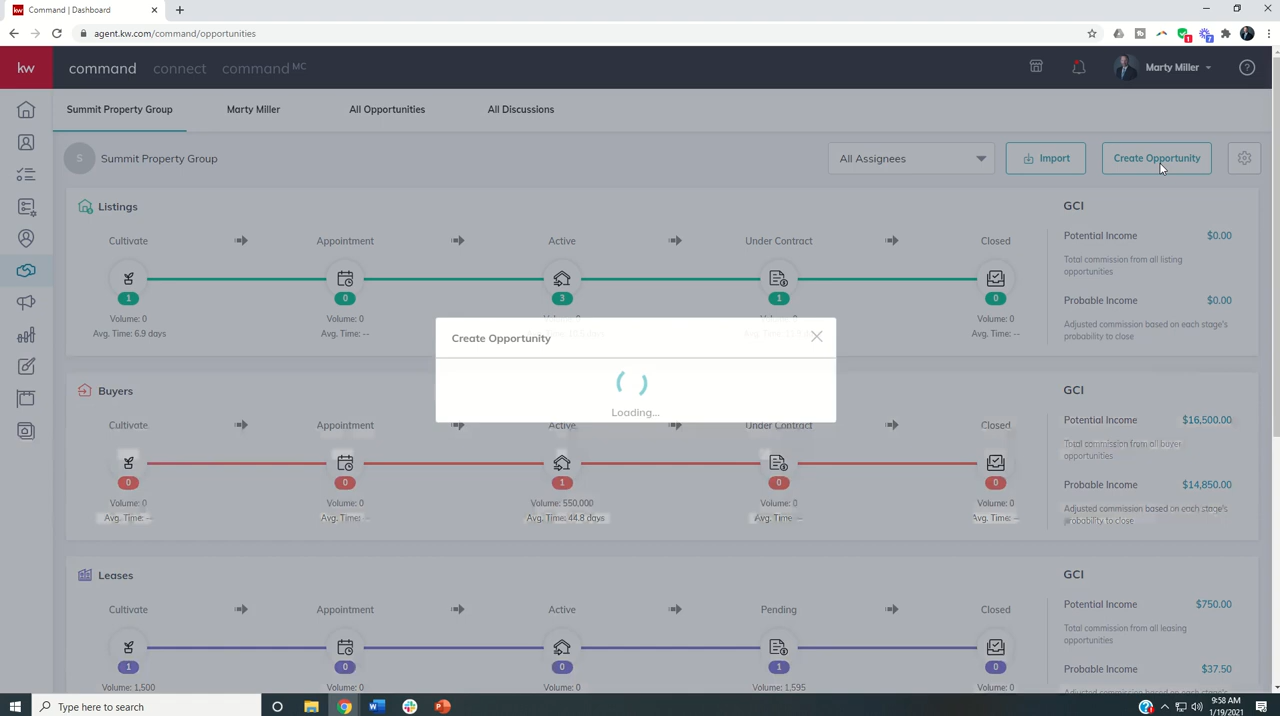 Command | Dashboard
agent.kw.com/command/opportunities
1
7
kw
command
connect
command MC
Marty Miller
Summit Property Group
Marty Miller
All Opportunities
All Discussions
S
Summit Property Group
All Assignees
Import
Create Opportunity
Listings
Cultivate
Appointment
Active
Under Contract
Closed
1
0
3
1
0
Volume: 0
Volume: 0
Volume: 0
Volume: 0
Avg. Time: 6.9 days
Avg. Time: --
Avg. Time: --
GCI
Potential Income $0.00
Total commission from all listing
opportunities
Probable Income $0.00
Adjusted commission based on each stage's
probability to close
Create Opportunity
Loading...
Buyers
Cultivate
Appointment
Active
Under Contract
Closed
0
0
1
0
0
Volume: 0
Volume: 0
Volume: 550,000
Volume: 0
Volume: 0
Avg. Time: --
Avg. Time: --
Avg. Time: 44.8 days
Avg. Time: --
Avg. Time: --
GCI
Potential Income $16,500.00
Total commission from all buyer
opportunities
Probable Income $14,850.00
Adjusted commission based on each stage's
probability to close
Leases
Cultivate
Appointment
Active
Pending
Closed
1
0
0
1
0
Volume: 1,500
Volume: 0
Volume: 0
Volume: 1,595
Volume: 0
GCI
Potential Income $750.00
Total commission from all leasing
opportunities
Probable Income $37.50
Adjusted commission based on each stage's
Type here to search
9:58 AM
1/19/2021